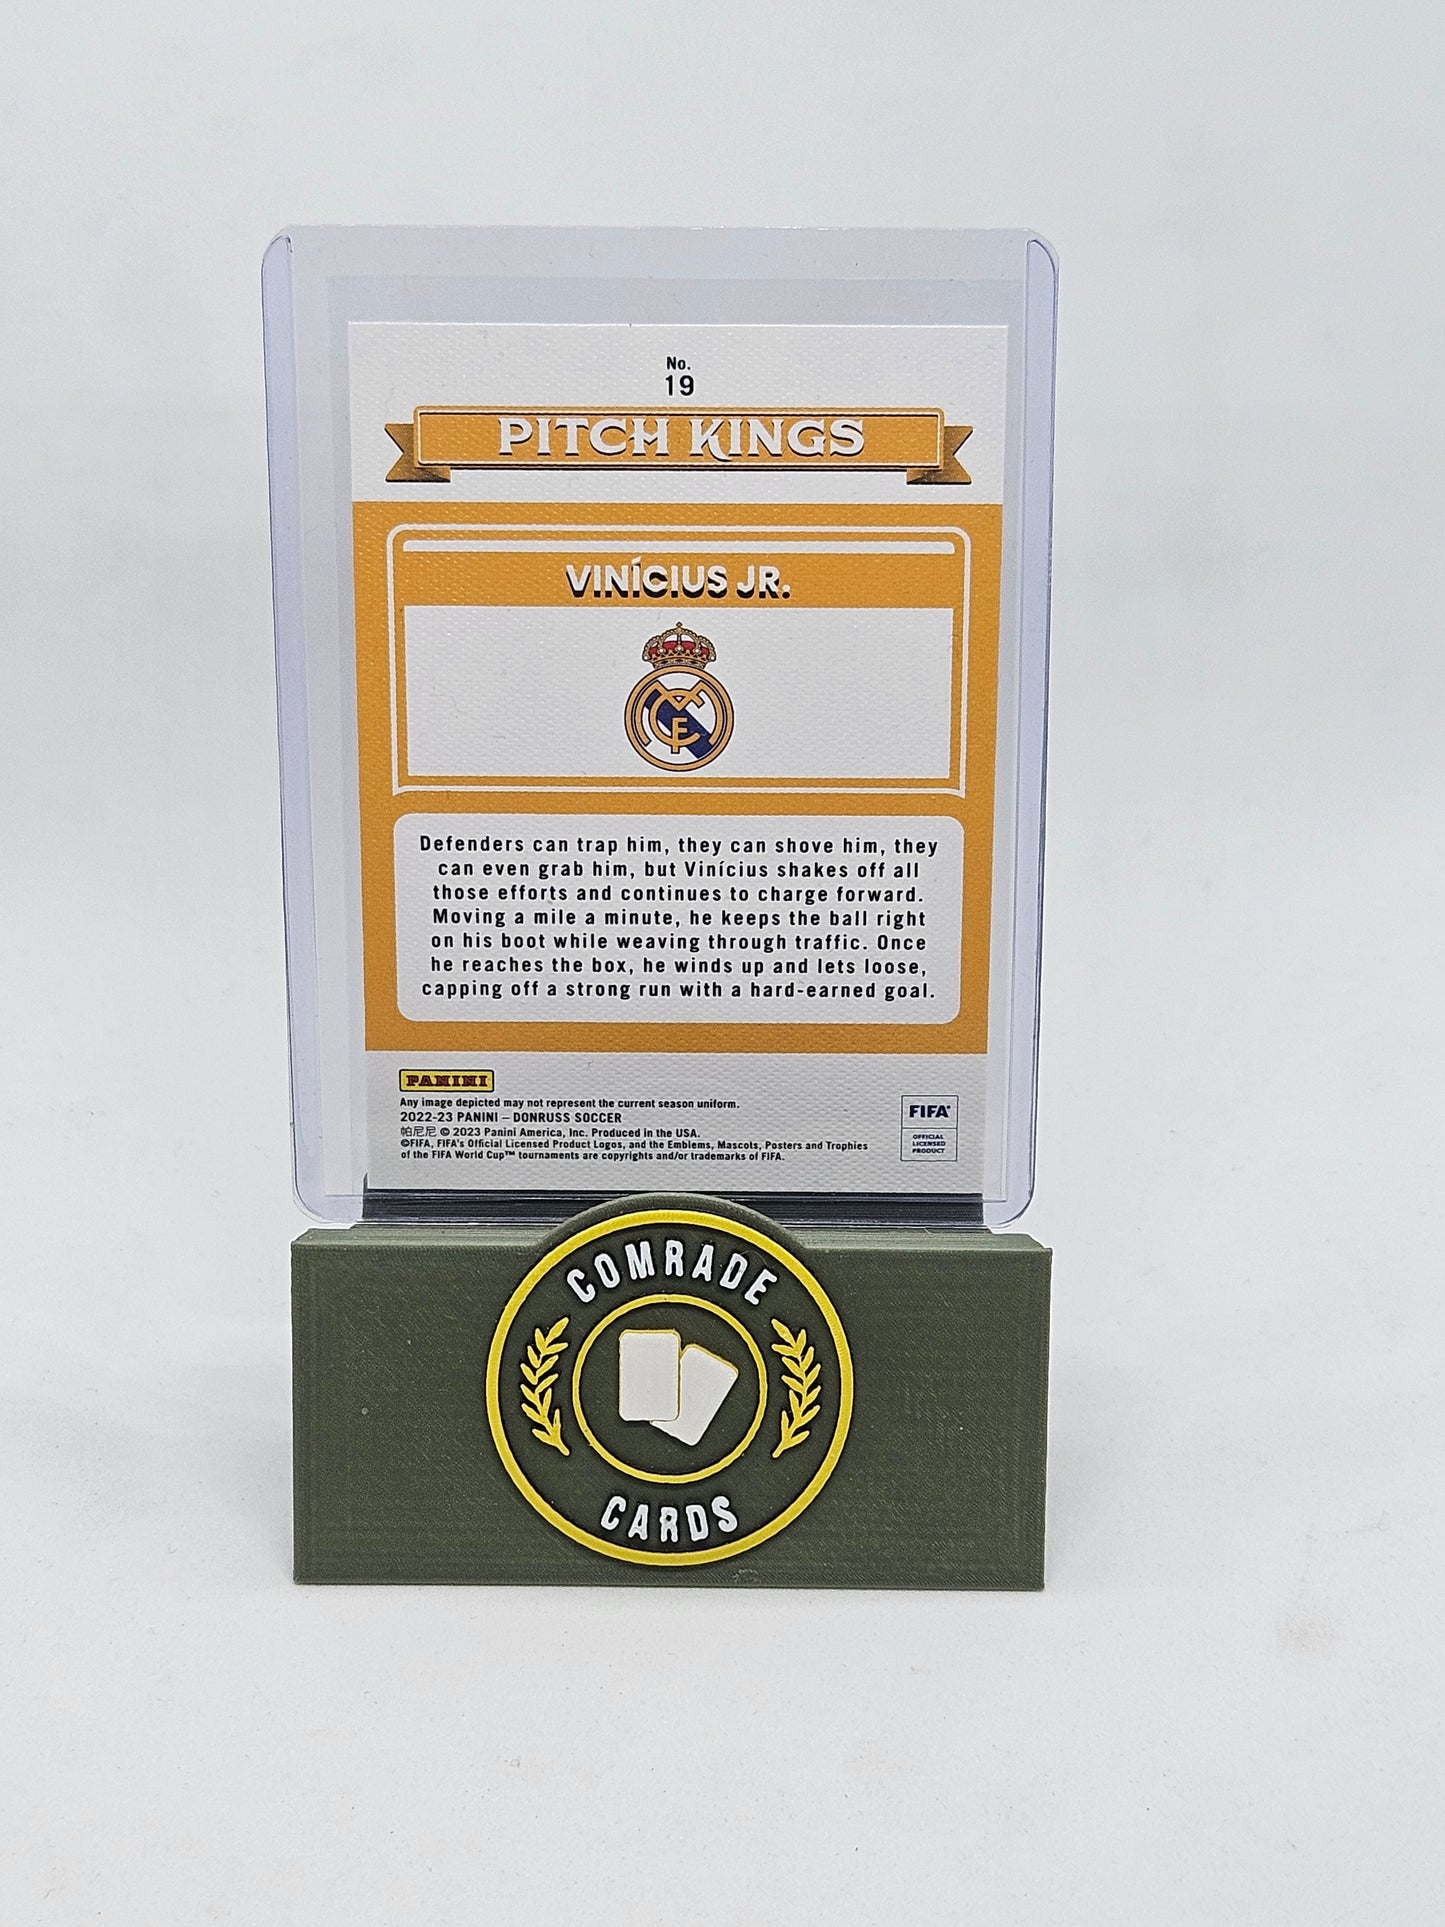 No.
19
PITCH KINGS
VINÍCIUS JR.
Defenders can trap him, they can shove him, they
can even grab him, but Vinícius shakes off all
those efforts and continues to charge forward.
Moving a mile a minute, he keeps the ball right
on his boot while weaving through traffic. Once
he reaches the box, he winds up and lets loose,
capping off a strong run with a hard-earned goal.
PANINI
Any image depicted may not represent the current season uniform.
2022-23 PANINI – DONRUSS SOCCER
帕尼尼 © 2023 Panini America, Inc. Produced in the USA.
©FIFA, FIFA's Official Licensed Product Logos, and the Emblems, Mascots, Posters and Trophies
of the FIFA World Cup™ tournaments are copyrights and/or trademarks of FIFA.
FIFA®
OFFICIAL
LICENSED
PRODUCT
COMRADE
CARDS